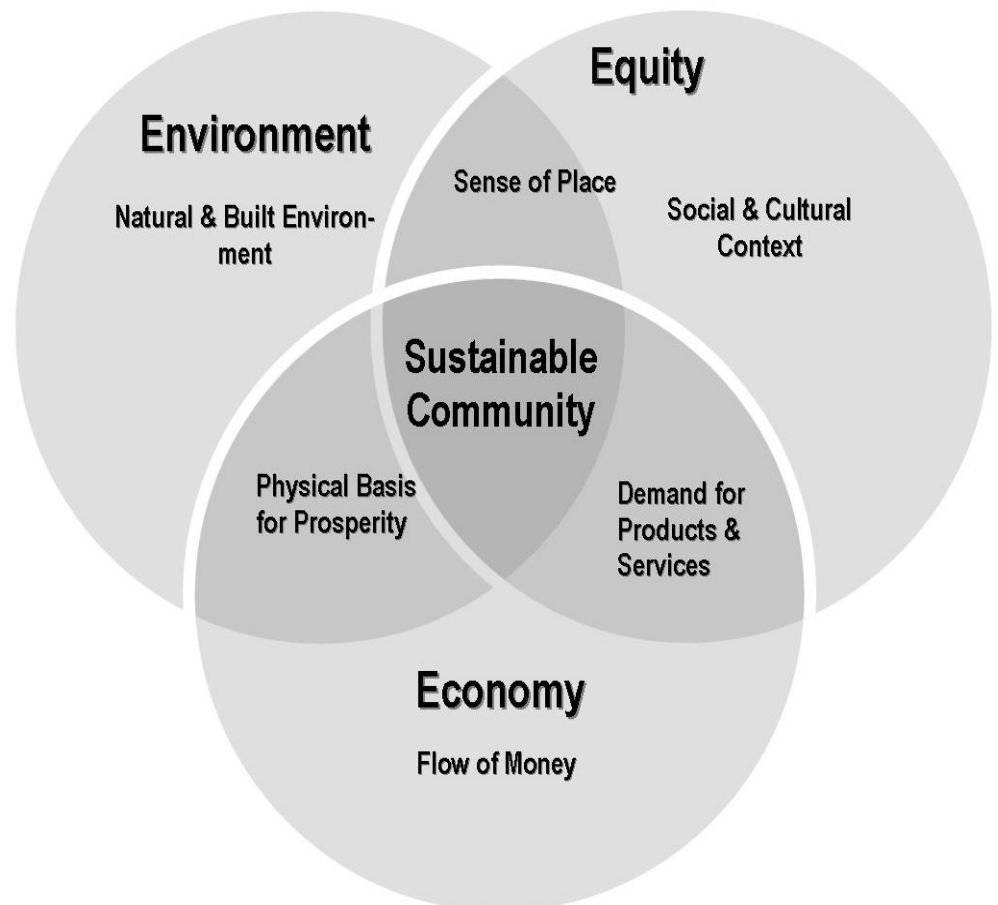 Equity
Environment
Sense of Place
Natural & Built Environ-
ment
Social & Cultural
Context
Sustainable
Community
Physical Basis
for Prosperity
Demand for
Products &
Services
Economy
Flow of Money